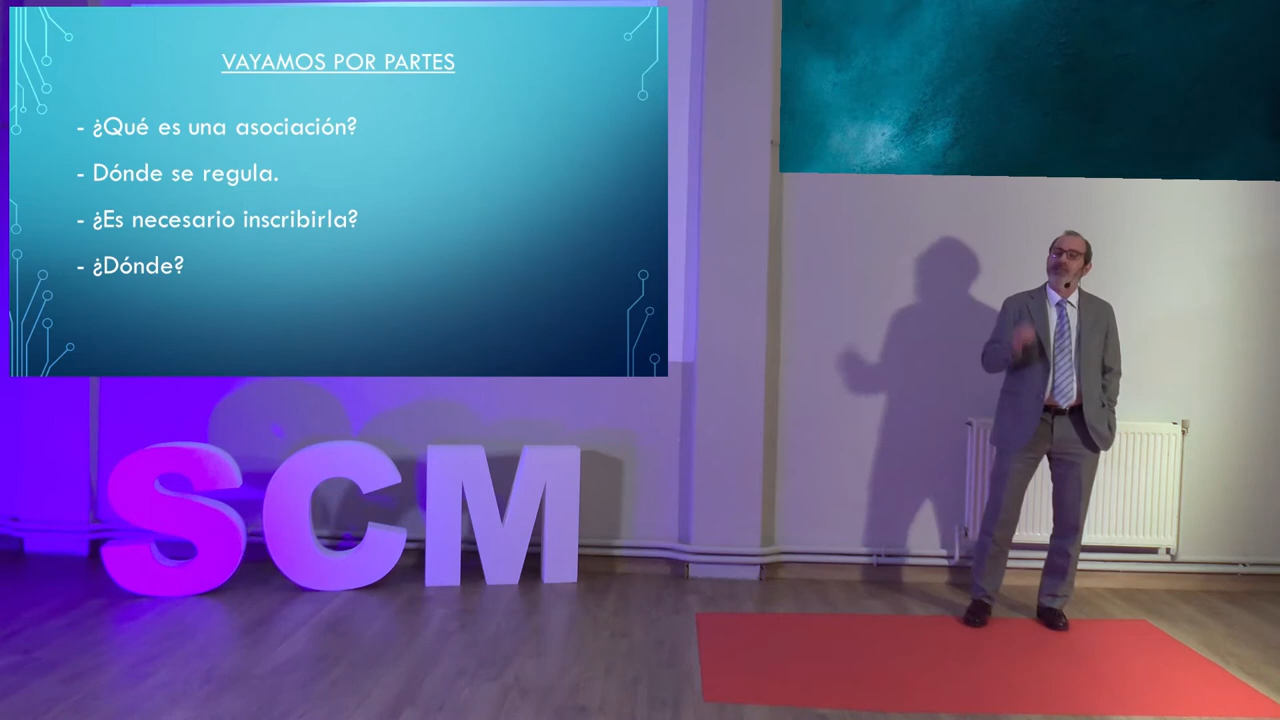 VAYAMOS POR PARTES
- ¿Qué es una asociación?
- Dónde se regula.
- ¿Es necesario inscribirla?
- ¿Dónde?
SCM